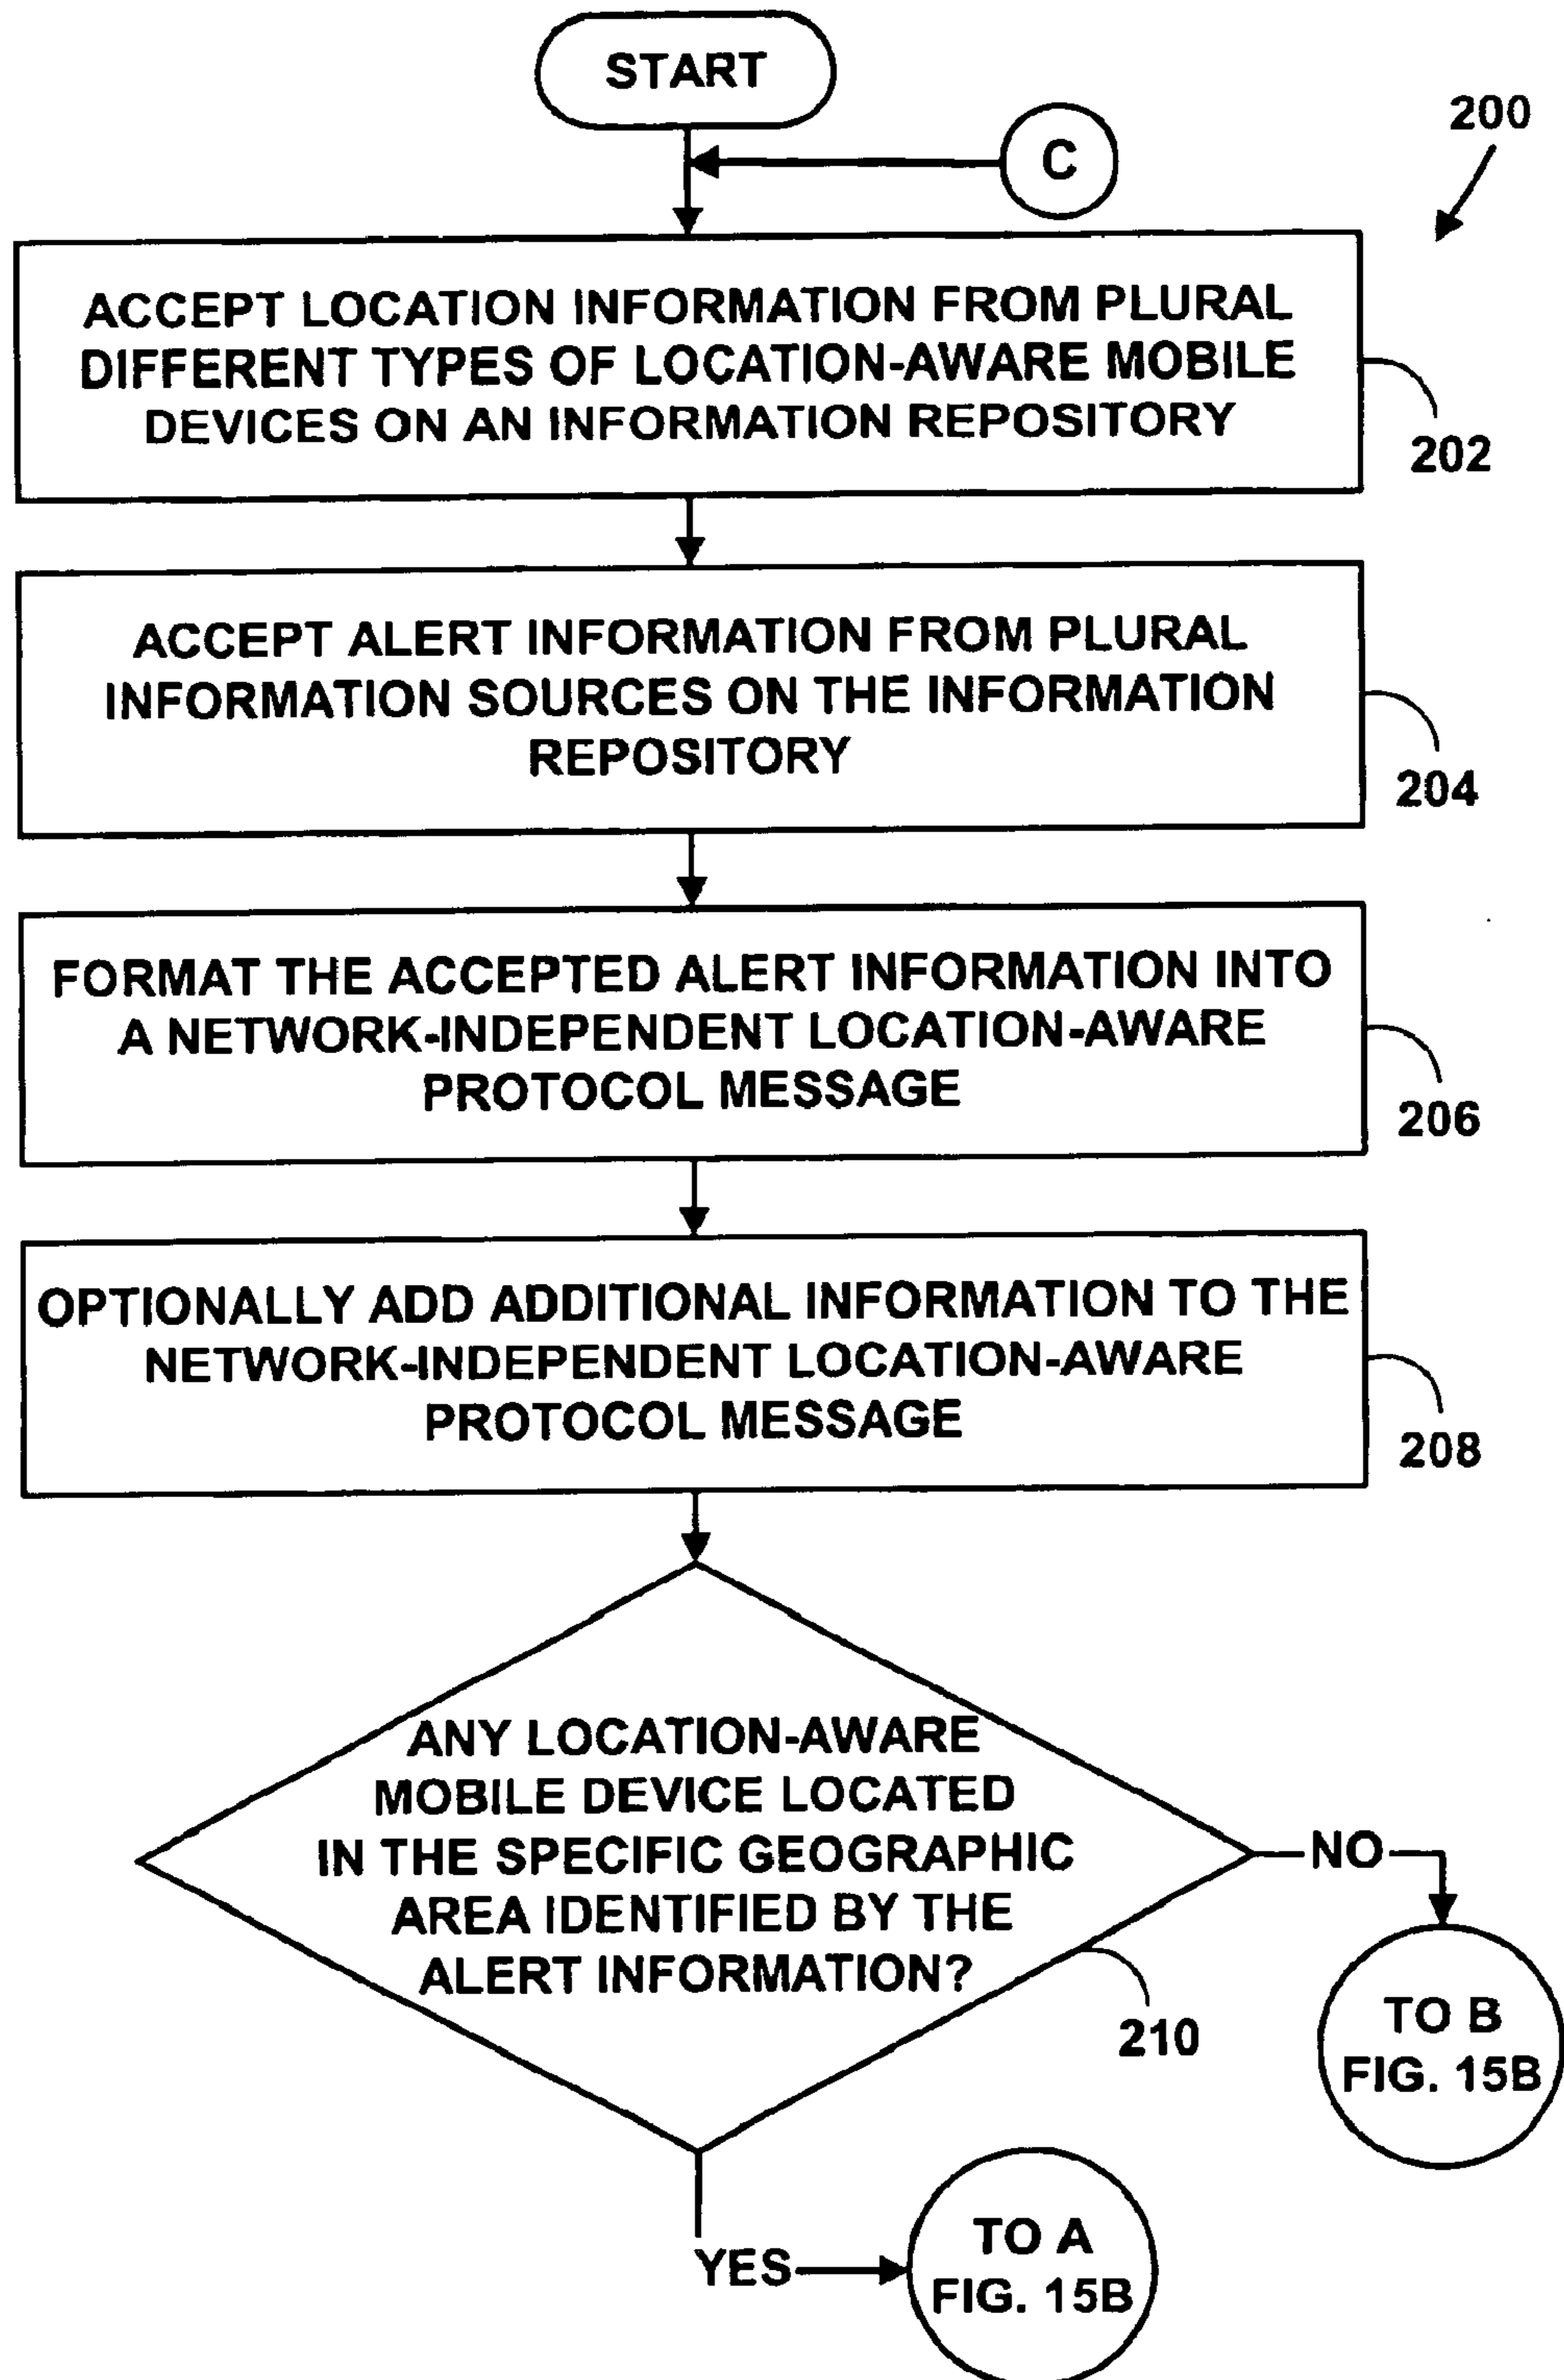 START
C
200
ACCEPT LOCATION INFORMATION FROM PLURAL
DIFFERENT TYPES OF LOCATION-AWARE MOBILE
DEVICES ON AN INFORMATION REPOSITORY
202
ACCEPT ALERT INFORMATION FROM PLURAL
INFORMATION SOURCES ON THE INFORMATION
REPOSITORY
204
FORMAT THE ACCEPTED ALERT INFORMATION INTO
A NETWORK-INDEPENDENT LOCATION-AWARE
PROTOCOL MESSAGE
206
OPTIONALLY ADD ADDITIONAL INFORMATION TO THE
NETWORK-INDEPENDENT LOCATION-AWARE
PROTOCOL MESSAGE
208
ANY LOCATION-AWARE
MOBILE DEVICE LOCATED
IN THE SPECIFIC GEOGRAPHIC
AREA IDENTIFIED BY THE
ALERT INFORMATION?
210
NO
TO B
FIG. 15B
YES
TO A
FIG. 15B